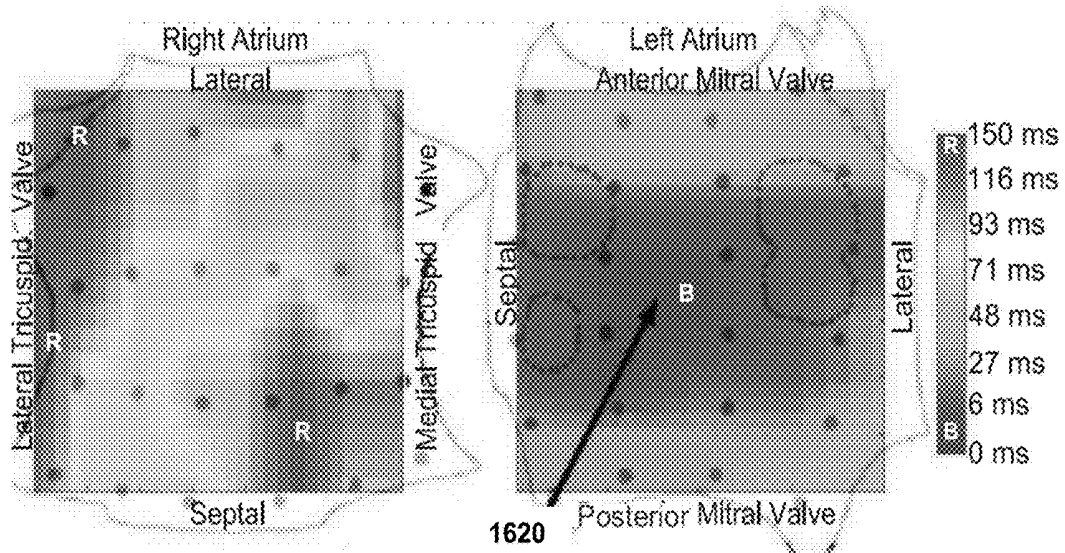 Right Atrium
Lateral
Lateral Tricuspid Valve
Medial Tricuspid Valve
Septal
R
R
R
Left Atrium
Anterior Mitral Valve
Septal
Lateral
B
1620
Posterior Mitral Valve
R
B
150 ms
116 ms
93 ms
71 ms
48 ms
27 ms
6 ms
0 ms